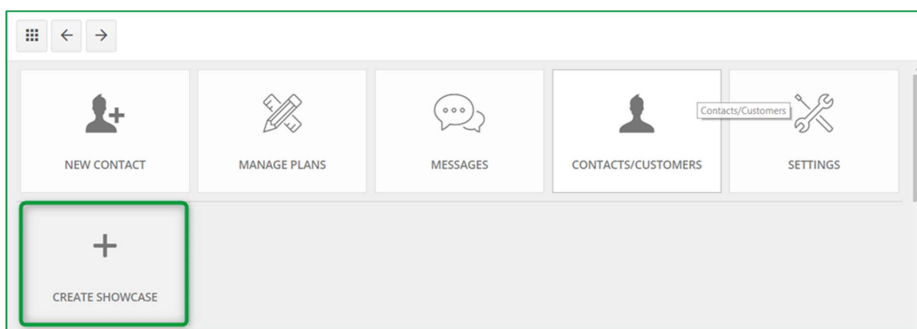 Contacts/Customers
NEW CONTACT
MANAGE PLANS
MESSAGES
CONTACTS/CUSTOMERS
SETTINGS
CREATE SHOWCASE